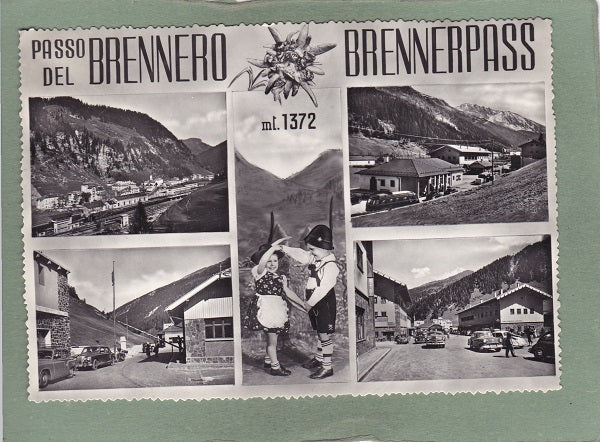 PASSO
DEL BRENNERO
BRENNERPASS
mt. 1372